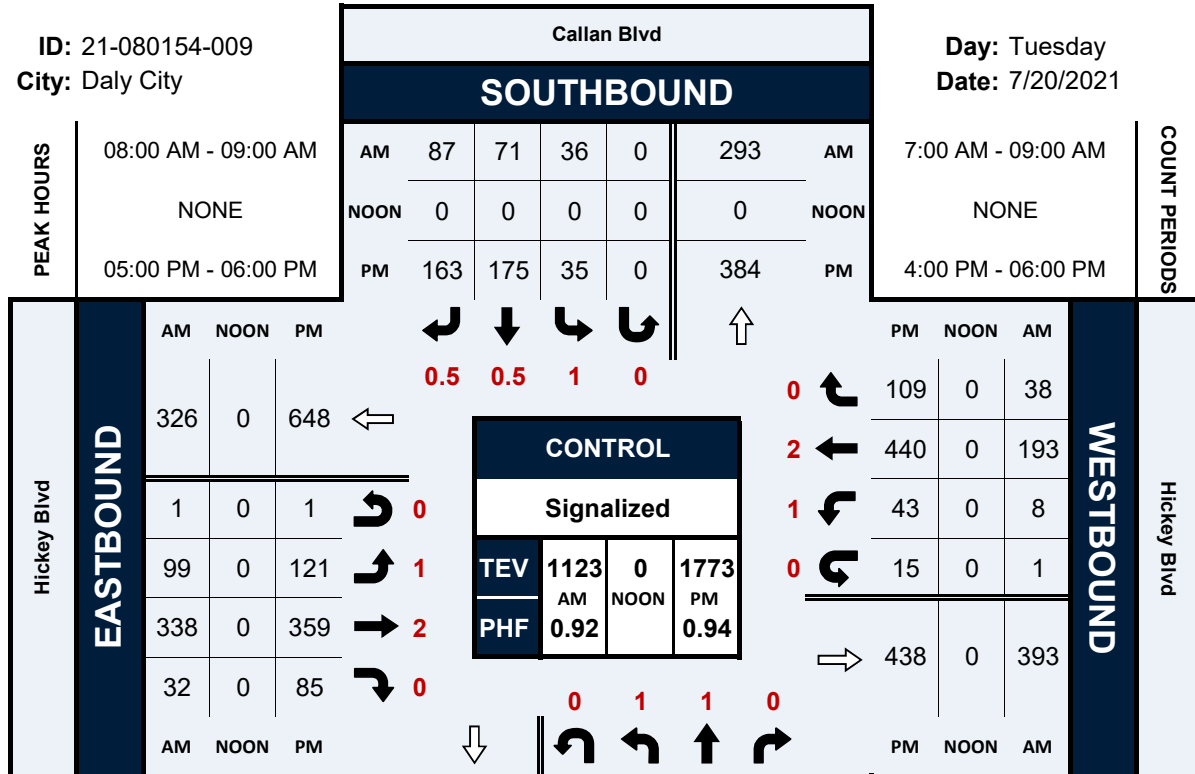 ID: 21-080154-009
City: Daly City
Callan Blvd
SOUTHBOUND
Day: Tuesday
Date: 7/20/2021
PEAK HOURS
08:00 AM - 09:00 AM
NONE
05:00 PM - 06:00 PM
AM 87 71 36 0 293 AM
NOON 0 0 0 0 0 NOON
PM 163 175 35 0 384 PM
7:00 AM - 09:00 AM
NONE
4:00 PM - 06:00 PM
COUNT PERIODS
0.5 0.5 1 0
Hickey Blvd
EASTBOUND
AM NOON PM
326 0 648
1 0 1 0
99 0 121 1
338 0 359 2
32 0 85 0
AM NOON PM
CONTROL
Signalized
TEV 1123 0 1773
AM NOON PM
PHF 0.92 0.94
PM NOON AM
0 109 0 38
2 440 0 193
1 43 0 8
0 15 0 1
438 0 393
PM NOON AM
WESTBOUND
Hickey Blvd
0 1 1 0